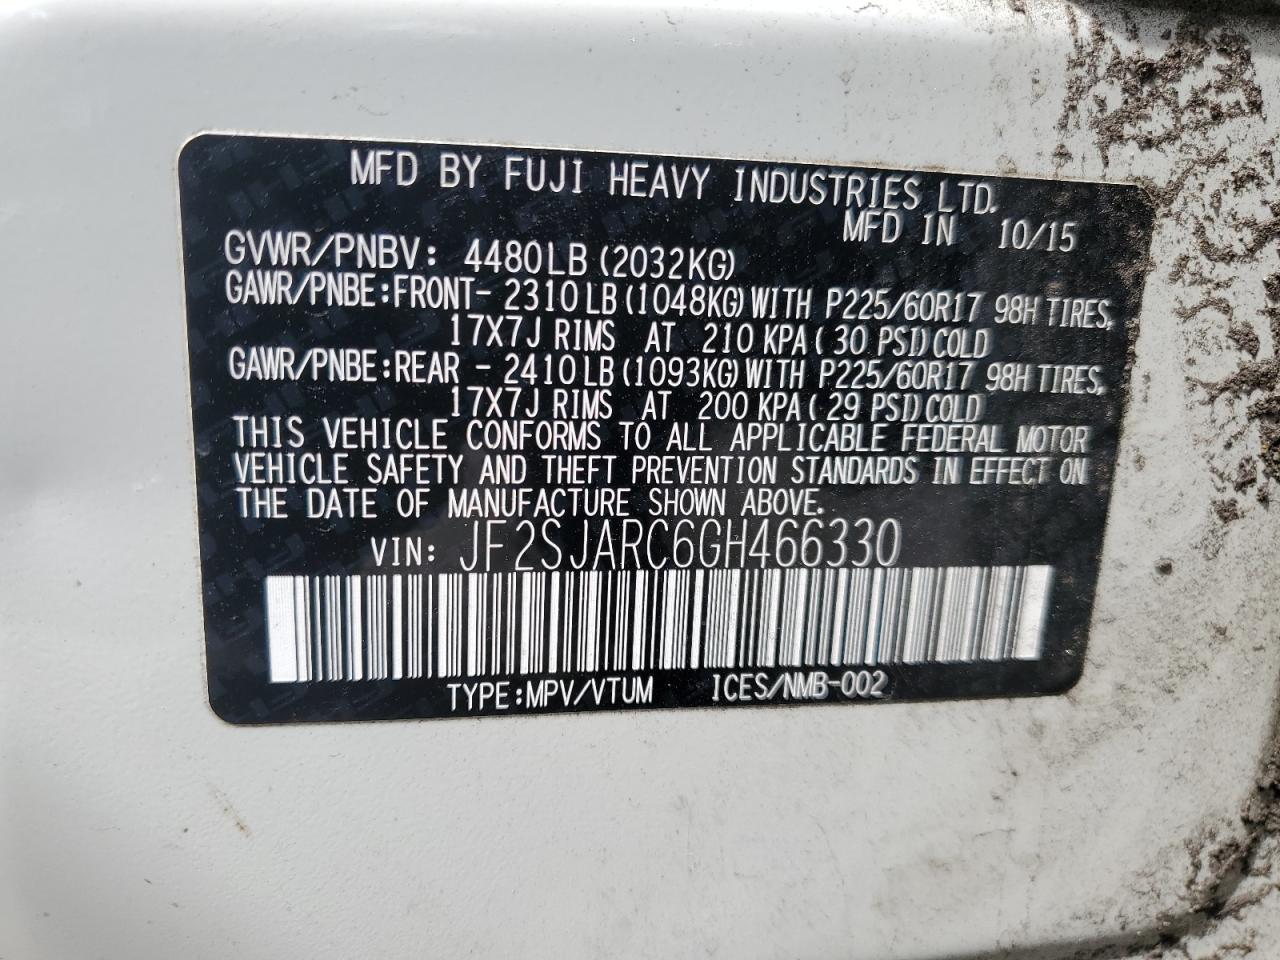 MFD BY FUJI HEAVY INDUSTRIES LTD.
MFD IN 10/15
GVWR/PNBV: 4480LB (2032KG)
GAWR/PNBE:FRONT- 2310 LB (1048KG) WITH P225/60R17 98H TIRES,
17X7J RIMS AT 210 KPA ( 30 PSI) COLD
GAWR/PNBE:REAR - 2410 LB (1093KG) WITH P225/60R17 98H TIRES,
17X7J RIMS AT 200 KPA ( 29 PSI) COLD
THIS VEHICLE CONFORMS TO ALL APPLICABLE FEDERAL MOTOR
VEHICLE SAFETY AND THEFT PREVENTION STANDARDS IN EFFECT ON
THE DATE OF MANUFACTURE SHOWN ABOVE.
VIN: JF2SJARC6GH466330
TYPE:MPV/VTUM ICES/NMB-002